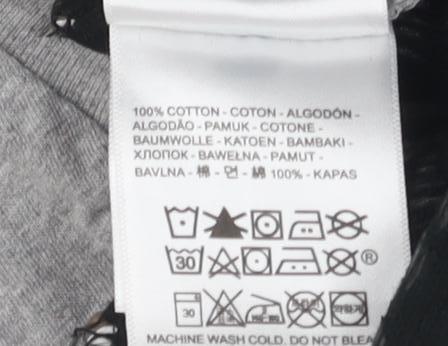 100% COTTON - COTON - ALGODÓN -
ALGODÃO - PAMUK - COTONE -
BAUMWOLLE - KATOEN - BAMBAKI -
ХЛОПОК - BAWEŁNA - PAMUT -
BAVLNA - 棉 - 면 - 綿 100% - KAPAS
30 ®
30
MACHINE WASH COLD. DO NOT BLEA